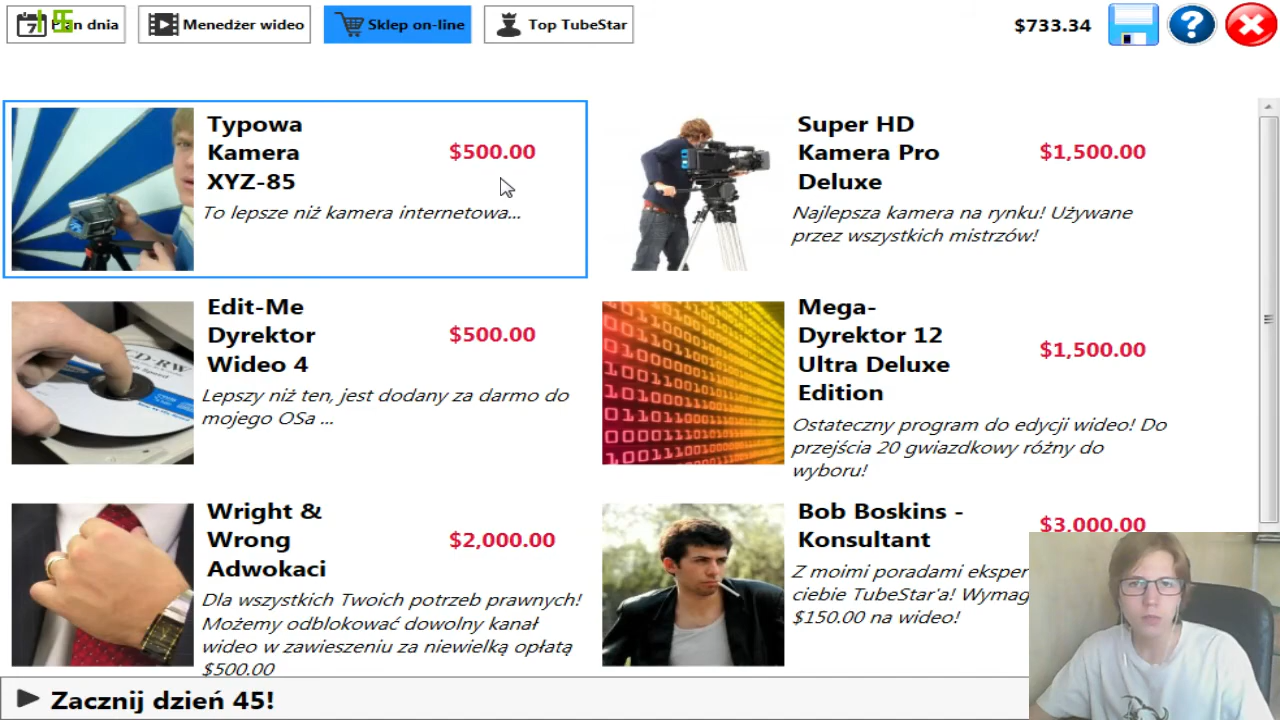 Plan dnia
Menedżer wideo
Sklep on-line
Top TubeStar
$733.34
Typowa
Kamera
XYZ-85
$500.00
To lepsze niż kamera internetowa...
Super HD
Kamera Pro
Deluxe
$1,500.00
Najlepsza kamera na rynku! Używane
przez wszystkich mistrzów!
Edit-Me
Dyrektor
Wideo 4
$500.00
Lepszy niż ten, jest dodany za darmo do
mojego OSa ...
Mega-
Dyrektor 12
Ultra Deluxe
Edition
$1,500.00
Ostateczny program do edycji wideo! Do
przejścia 20 gwiazdkowy różny do
wyboru!
Wright &
Wrong
Adwokaci
$2,000.00
Dla wszystkich Twoich potrzeb prawnych!
Możemy odblokować dowolny kanał
wideo w zawieszeniu za niewielką opłatą
$500.00
Bob Boskins -
Konsultant
$3,000.00
Z moimi poradami
ciebie TubeStar'a!
$150.00 na wideo!
Zacznij dzień 45!